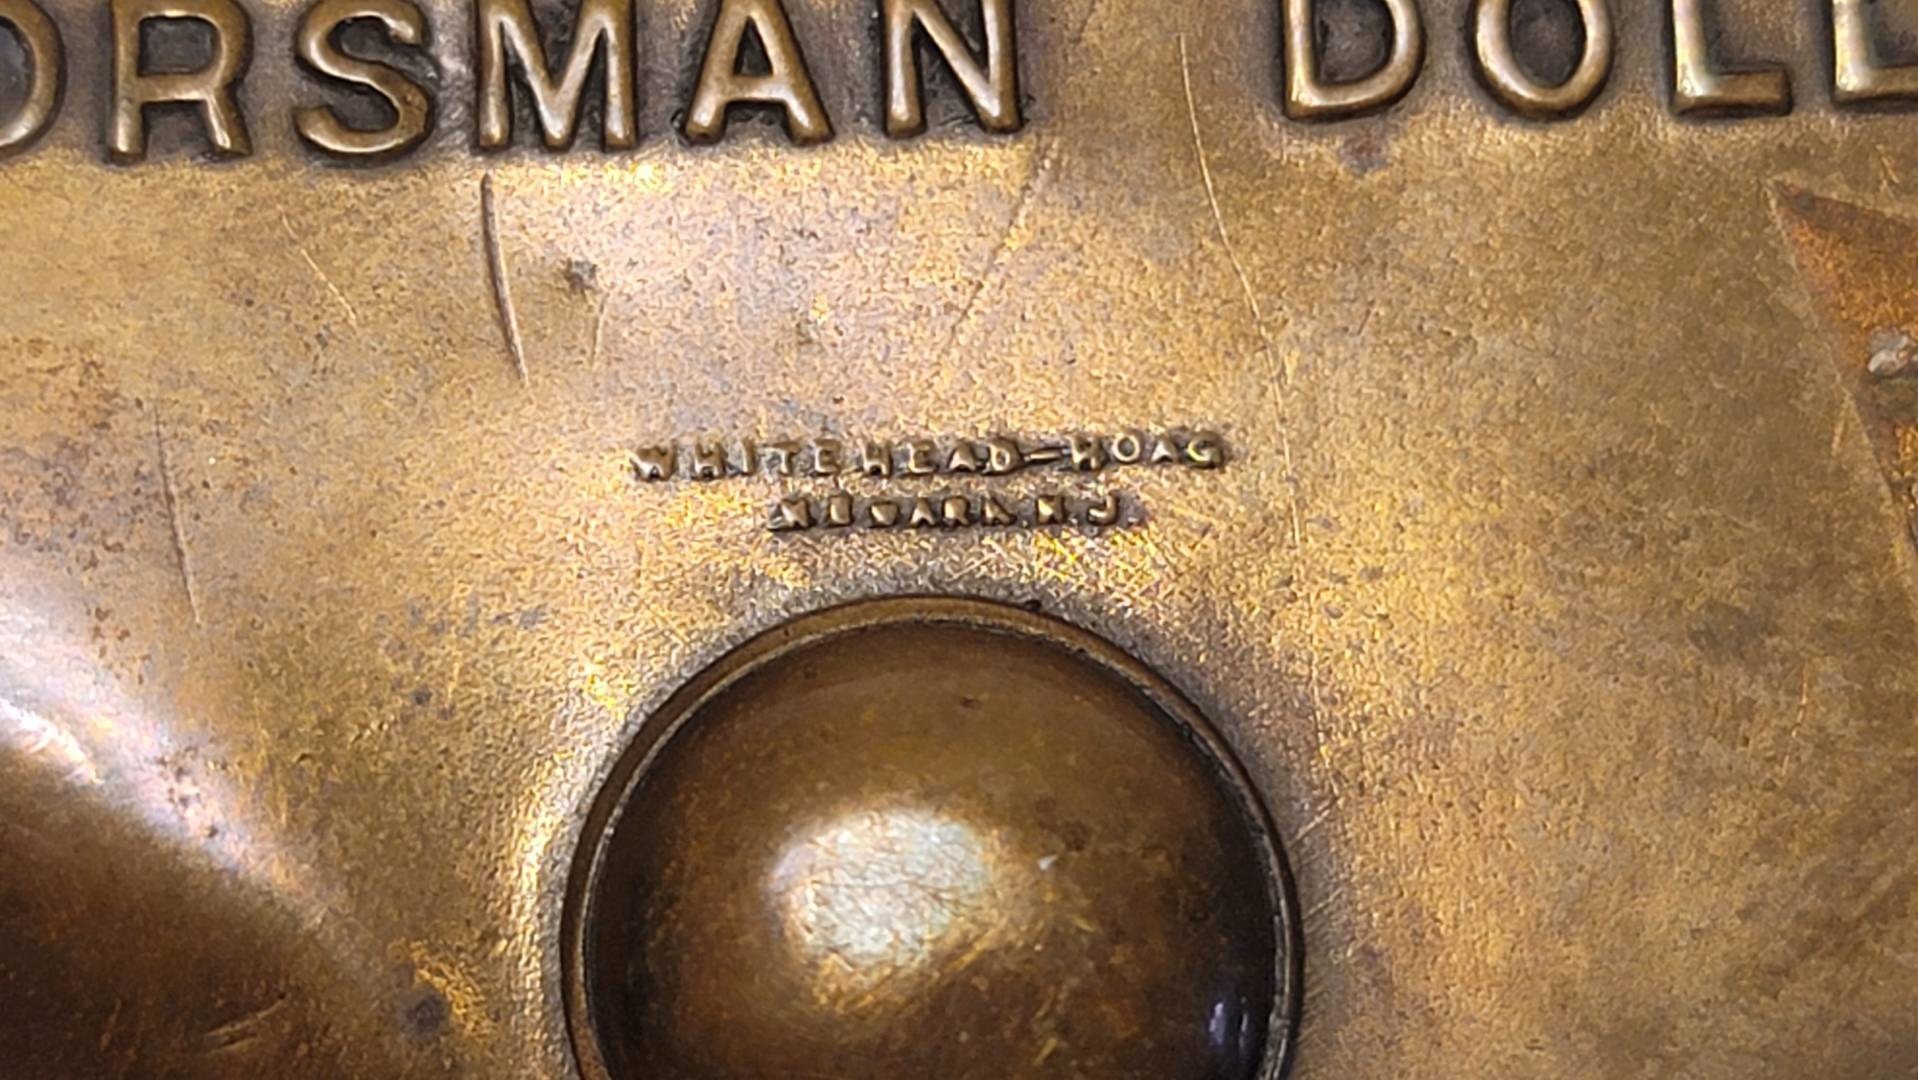 ORSMAN DOLL
WHITEHEAD-HOAG
NEWARK N.J.